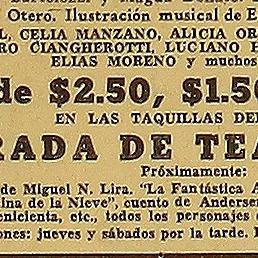 Otero. Ilustración musical de E
L, CELIA MANZANO, ALICIA OR
RO CIANGHEROTTI, LUCIANO H
ELIAS MORENO y muchos
de $2.50, $1.50
EN LAS TAQUILLAS DEL
RADA DE TEA
Próximamente:
de Miguel N. Lira. "La Fantástica A
ina de la Nieve", cuento de Andersen
enicienta, etc., todos los personajes d
ones: jueves y sábados por la tarde.